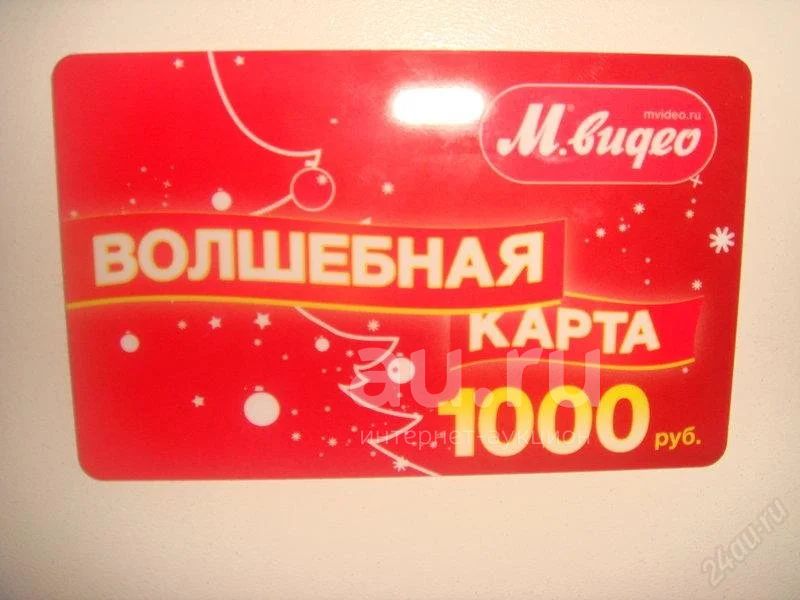 mvideo.ru
М.видео
ВОЛШЕБНАЯ
КАРТА
au.ru
интернет-аукцион
1000 руб.
24au.ru